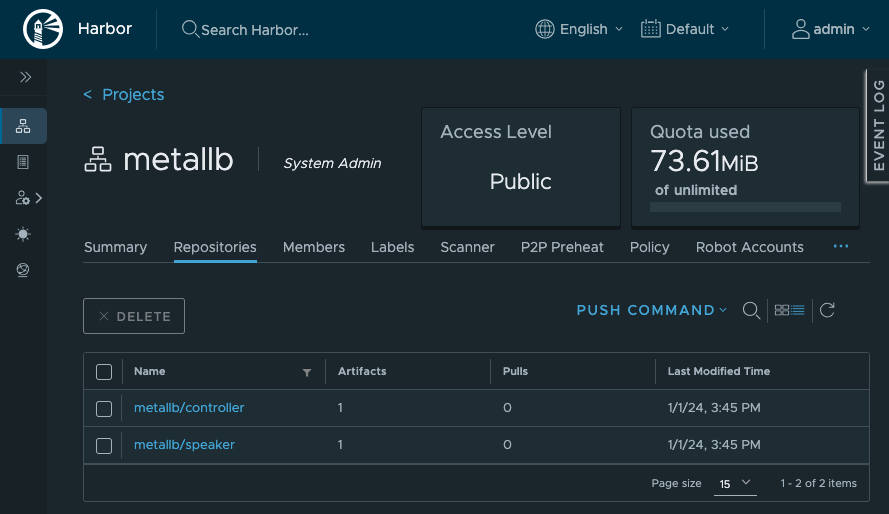 Harbor
Search Harbor...
English
Default
admin
EVENT LOG
< Projects
metallb
System Admin
Access Level
Public
Quota used
73.61MiB
of unlimited
Summary Repositories Members Labels Scanner P2P Preheat Policy Robot Accounts ...
× DELETE
PUSH COMMAND
Name Artifacts Pulls Last Modified Time
metallb/controller 1 0 1/1/24, 3:45 PM
metallb/speaker 1 0 1/1/24, 3:45 PM
Page size 15 1 - 2 of 2 items